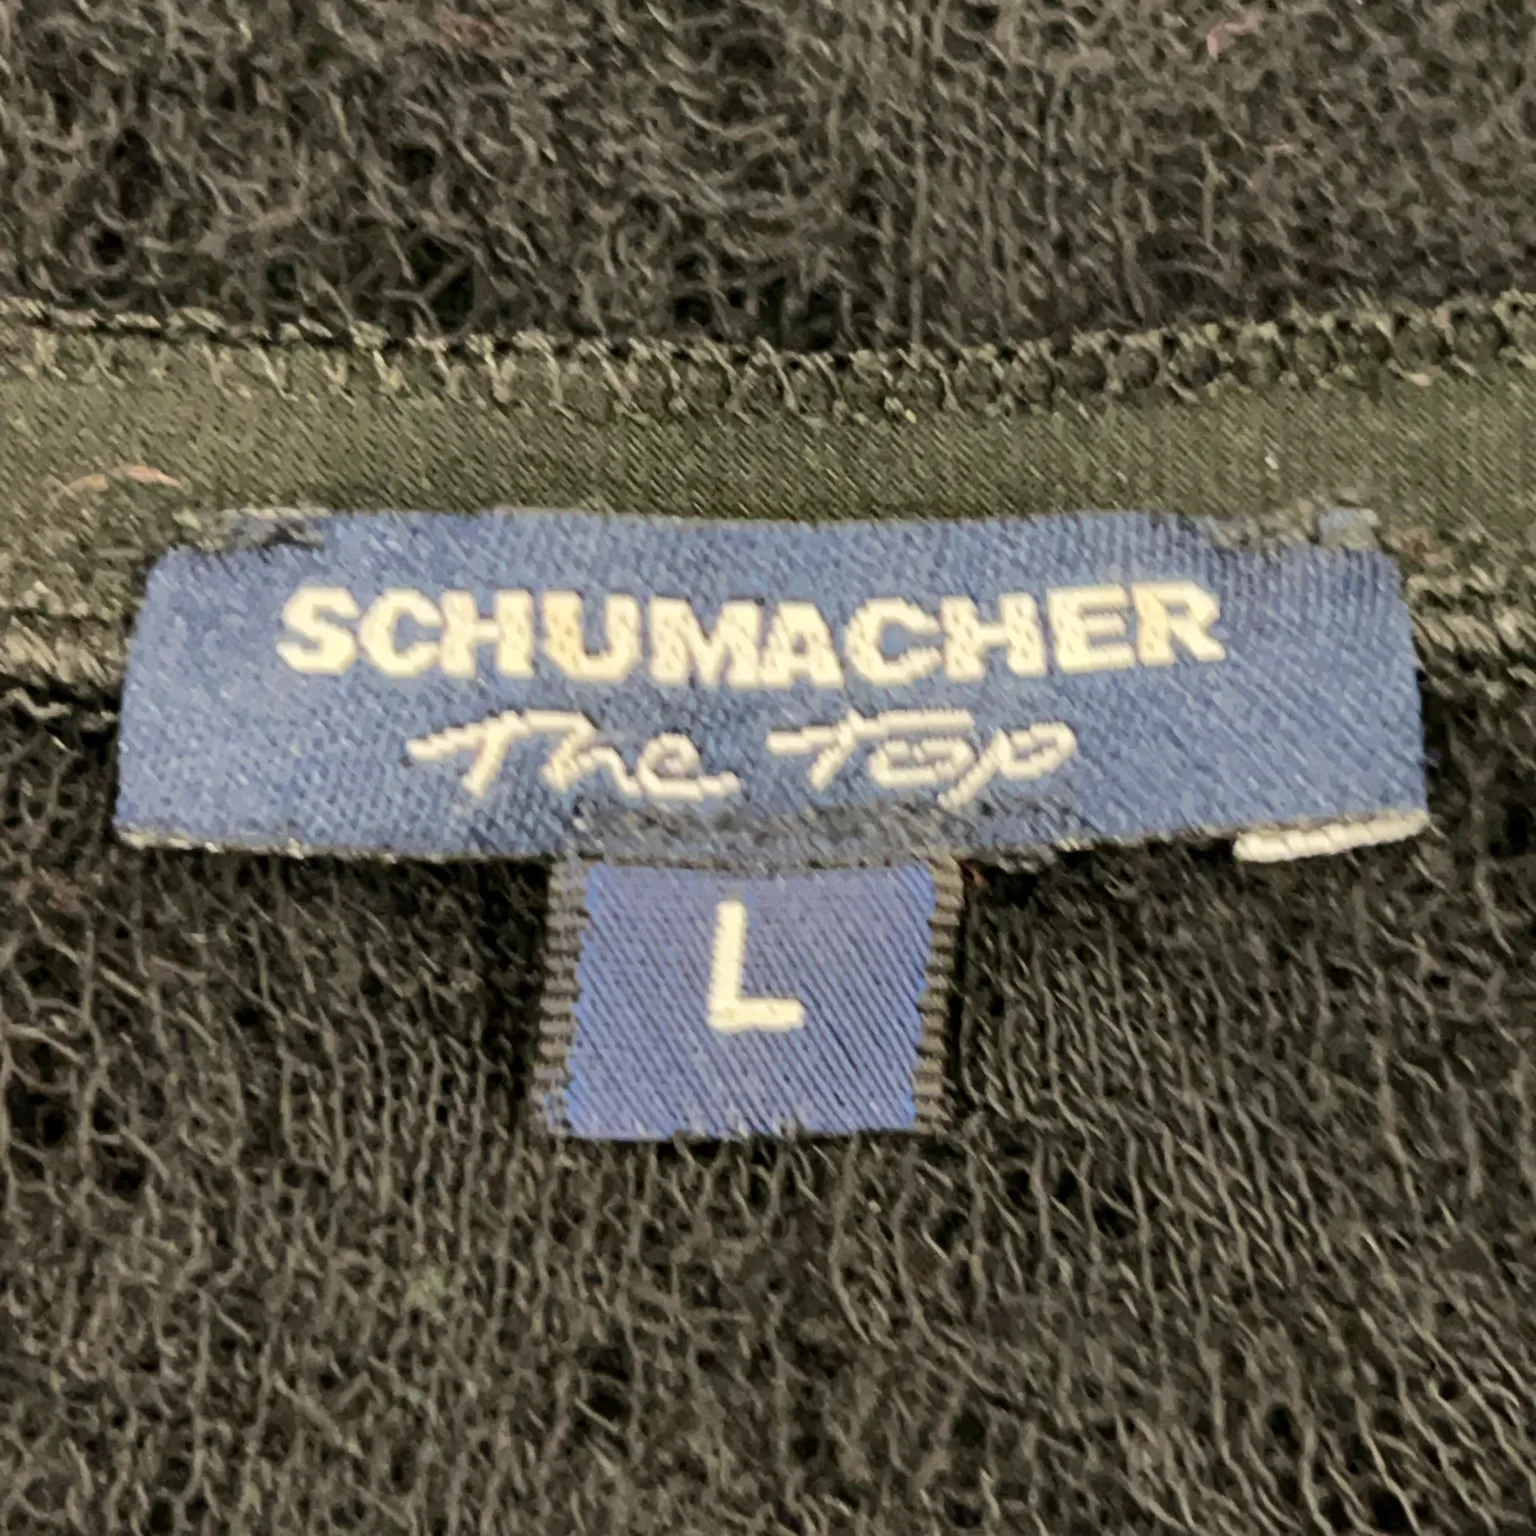 SCHUMACHER
The Top
L